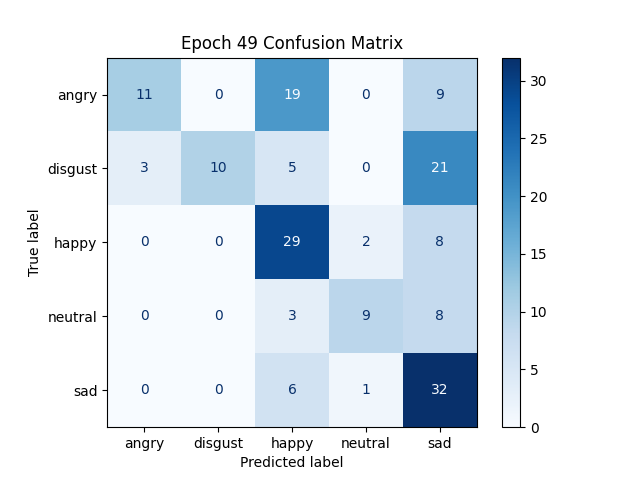 Epoch 49 Confusion Matrix
True label
angry 11 0 19 0 9
disgust 3 10 5 0 21
happy 0 0 29 2 8
neutral 0 0 3 9 8
sad 0 0 6 1 32
angry disgust happy neutral sad
Predicted label
30
25
20
15
10
5
0